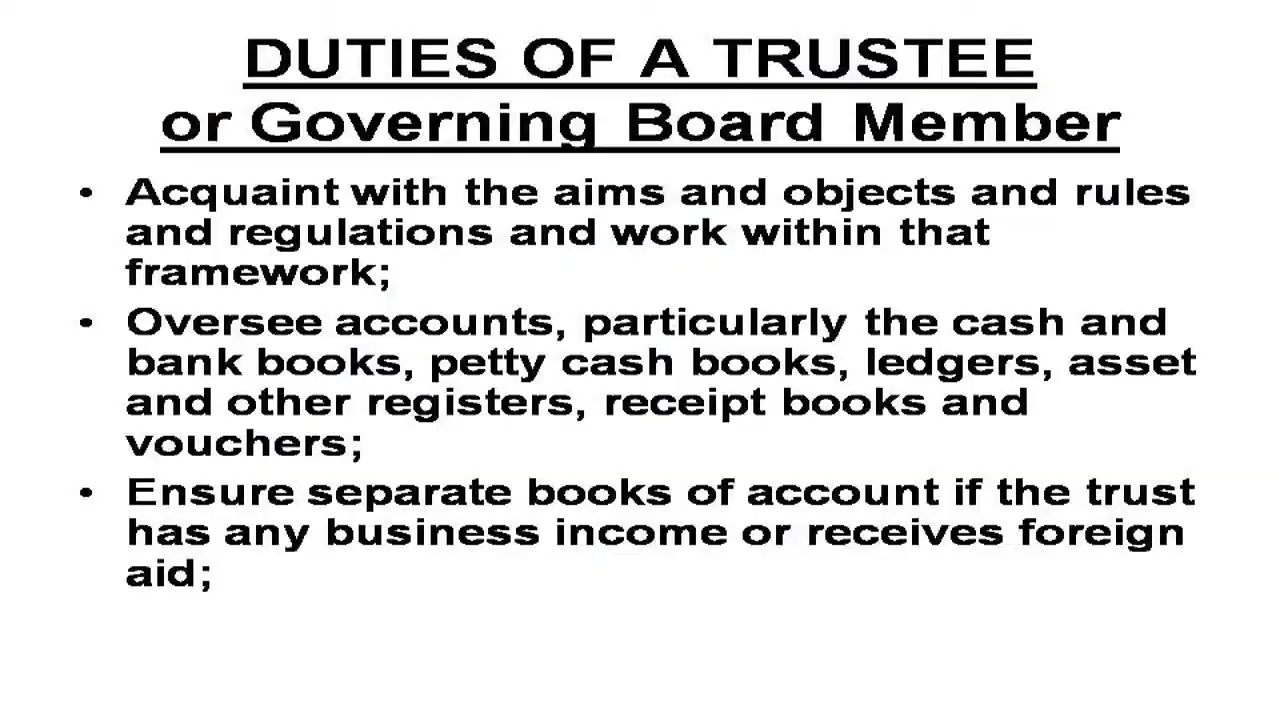 DUTIES OF A TRUSTEE
or Governing Board Member
• Acquaint with the aims and objects and rules
and regulations and work within that
framework;
• Oversee accounts, particularly the cash and
bank books, petty cash books, ledgers, asset
and other registers, receipt books and
vouchers;
• Ensure separate books of account if the trust
has any business income or receives foreign
aid;